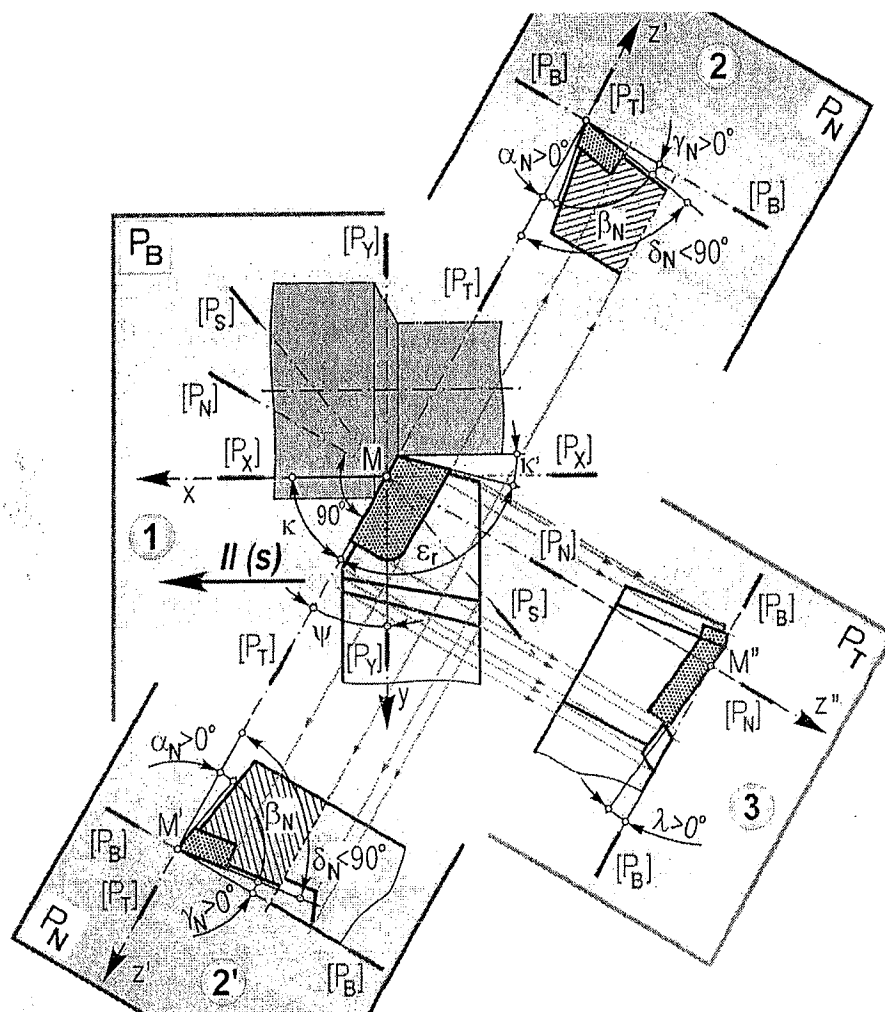 z'
2
[P_B]
[P_T]
P_N
α_N>0°
γ_N>0°
[P_B]
β_N
δ_N<90°
P_B
[P_Y]
[P_T]
[P_S]
[P_N]
[P_X]
M
κ'
[P_X]
x
κ
90°
ε_r
1
II (s)
[P_N]
[P_S]
[P_B]
P_T
ψ
[P_T]
[P_Y]
y
M"
[P_N]
z"
α_N>0°
β_N
3
M'
λ>0°
[P_B]
δ_N<90°
[P_T]
γ_N>0°
[P_B]
P_N
z'
2'
[P_B]